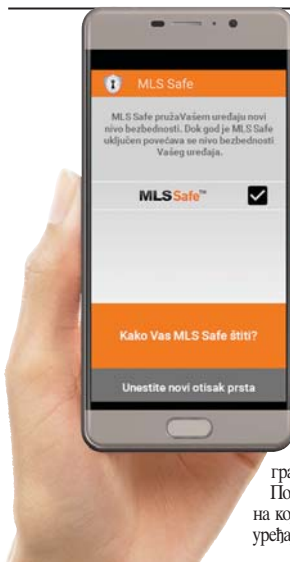 MLS Safe
MLS Safe pružaVašem uređaju novi
nivo bezbednosti. Dok god je MLS Safe
uključen povećava se nivo bezbednosti
Vašeg uređaja.
MLSSafe™
Kako Vas MLS Safe štiti?
Unestite novi otisak prsta
гра
По
на ко
уређа